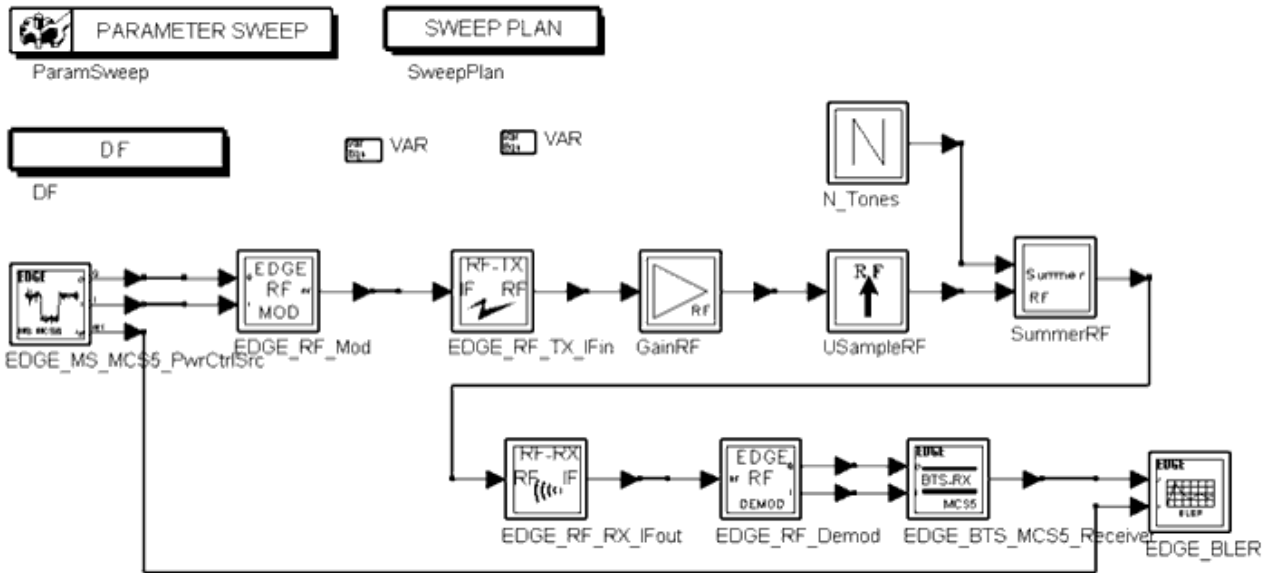 PARAMETER SWEEP
SWEEP PLAN
ParamSweep
SweepPlan
DF
VAR
VAR
DF
N
N_Tones
EDGE
MS MCS5
EDGE_MS_MCS5_PwrCtrlSrc
EDGE
RF
MOD
EDGE_RF_Mod
RF-TX
IF RF
EDGE_RF_TX_IFin
RF
GainRF
RF
USampleRF
Summer
RF
SummerRF
RF-RX
RF IF
EDGE_RF_RX_IFout
EDGE
RF
DEMOD
EDGE_RF_Demod
EDGE
BTS-RX
MCS5
EDGE_BTS_MCS5_Receiver
EDGE
BLER
EDGE_BLER